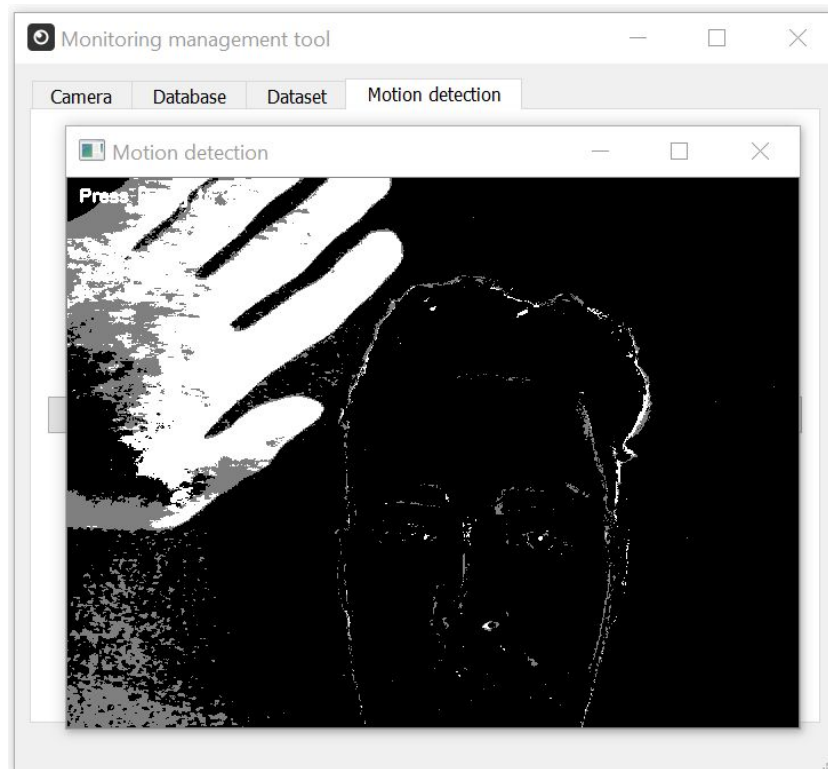 Monitoring management tool
Camera Database Dataset Motion detection
Motion detection
Press